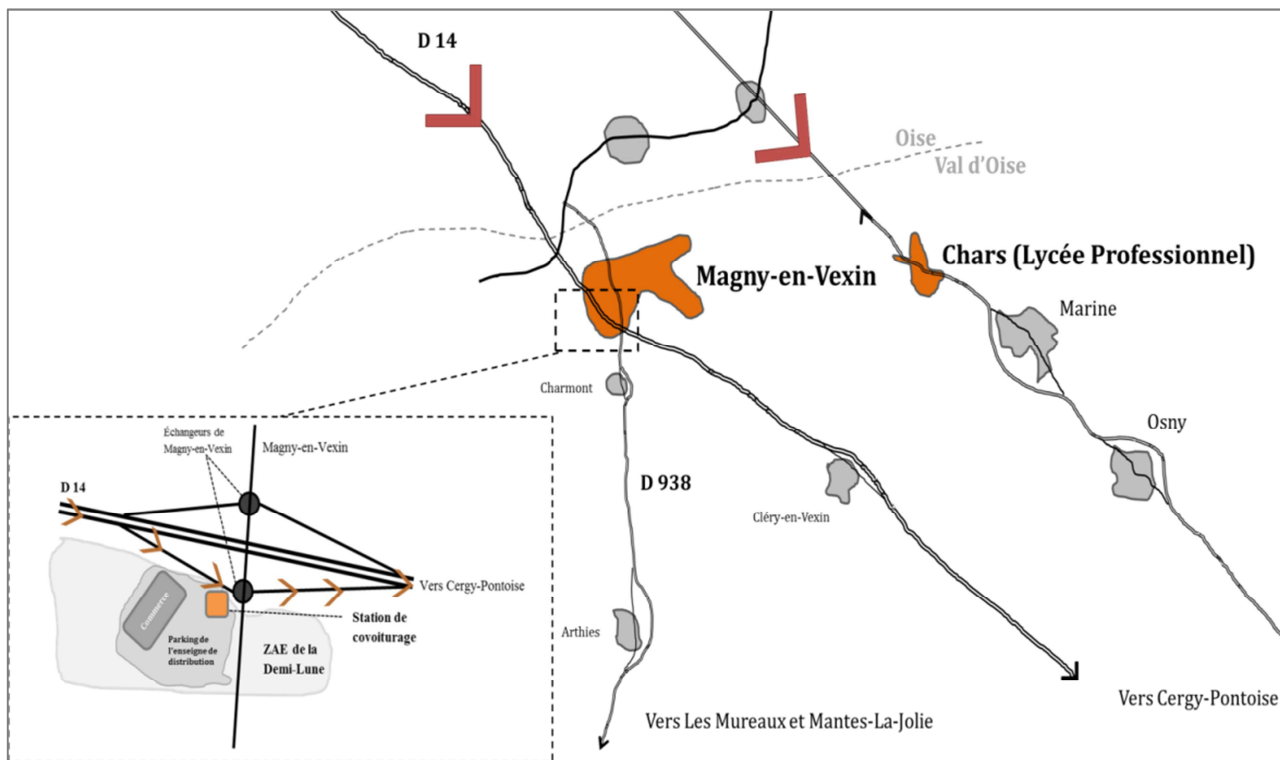 D 14
Oise
Val d'Oise
Chars (Lycée Professionnel)
Magny-en-Vexin
Marine
Charmont
Osny
D 938
Cléry-en-Vexin
Arthies
Vers Cergy-Pontoise
Vers Les Mureaux et Mantes-La-Jolie
Échangeurs de
Magny-en-Vexin
Magny-en-Vexin
D 14
Vers Cergy-Pontoise
Commerce
Station de
covoiturage
Parking de
l'enseigne de
distribution
ZAE de la
Demi-Lune